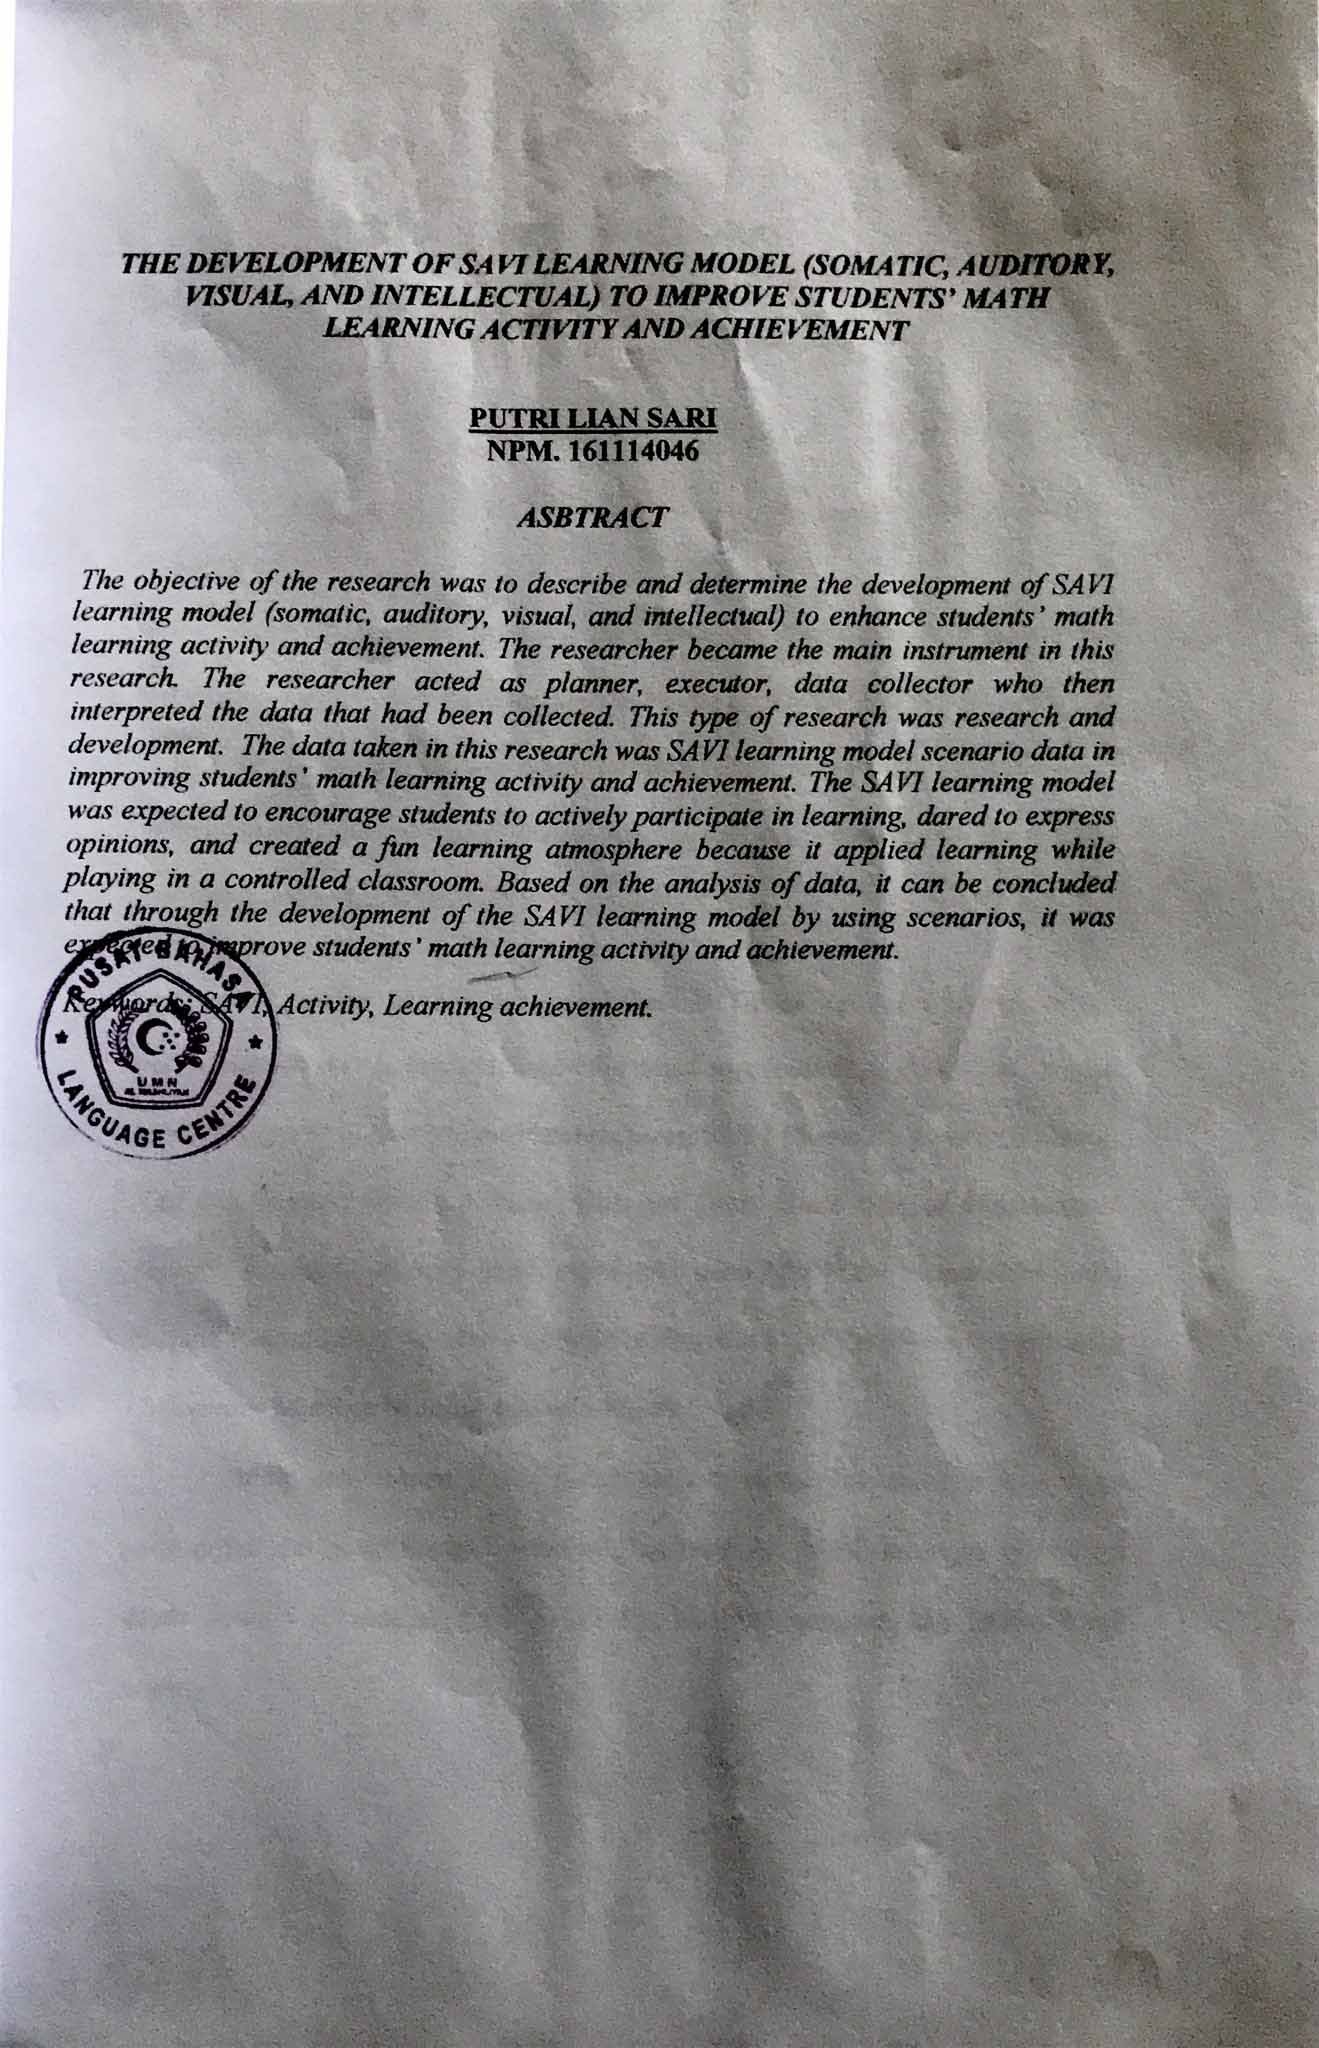 THE DEVELOPMENT OF SAVI LEARNING MODEL (SOMATIC, AUDITORY,
VISUAL, AND INTELLECTUAL) TO IMPROVE STUDENTS’ MATH
LEARNING ACTIVITY AND ACHIEVEMENT
PUTRI LIAN SARI
NPM. 161114046
ASBTRACT
The objective of the research was to describe and determine the development of SAVI
learning model (somatic, auditory, visual, and intellectual) to enhance students’ math
learning activity and achievement. The researcher became the main instrument in this
research. The researcher acted as planner, executor, data collector who then
interpreted the data that had been collected. This type of research was research and
development. The data taken in this research was SAVI learning model scenario data in
improving students’ math learning activity and achievement. The SAVI learning model
was expected to encourage students to actively participate in learning, dared to express
opinions, and created a fun learning atmosphere because it applied learning while
playing in a controlled classroom. Based on the analysis of data, it can be concluded
that through the development of the SAVI learning model by using scenarios, it was
expected to improve students’ math learning activity and achievement.
Keywords: SAVI, Activity, Learning achievement.
PUSAT BAHASA
UMN
AL WASHLIYAH
LANGUAGE CENTRE